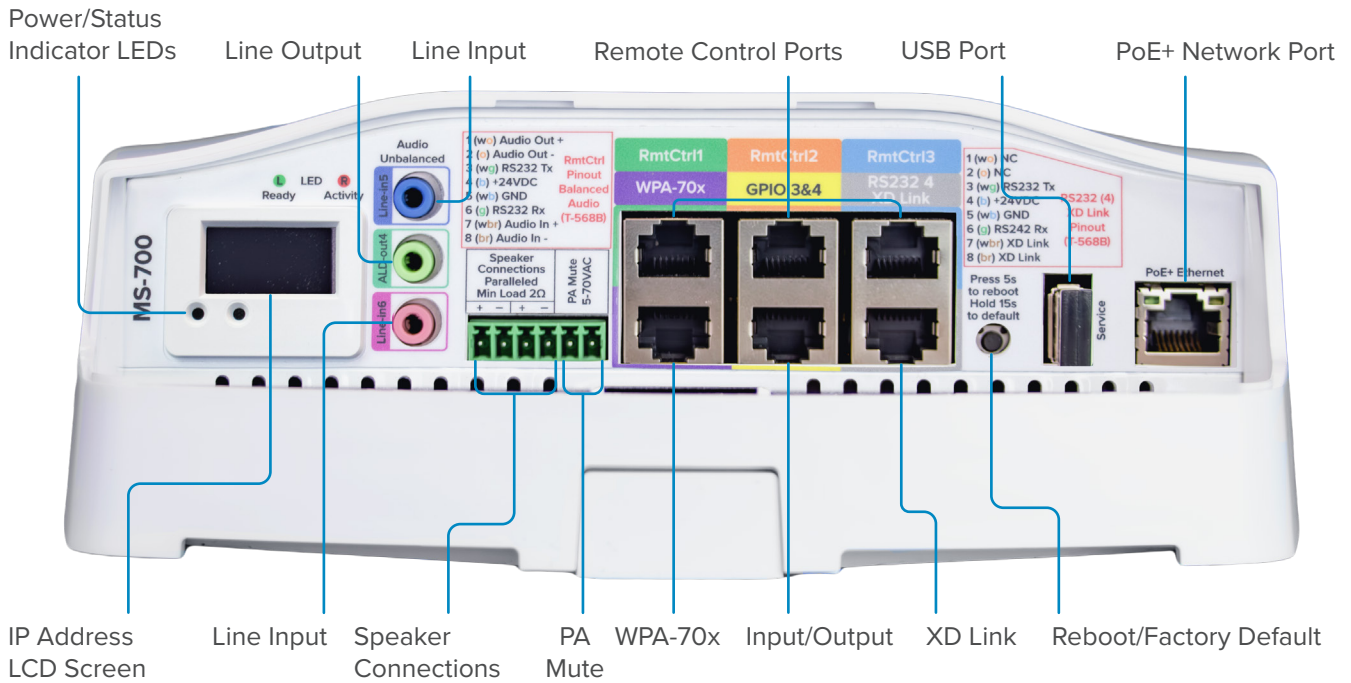 Power/Status
Indicator LEDs
Line Output
Line Input
Remote Control Ports
USB Port
PoE+ Network Port
Audio
Unbalanced
L LED R
Ready Activity
MS-700
Line-in5
ALD-out4
Line-in6
1 (wo) Audio Out +
2 (o) Audio Out -
3 (wg) RS232 Tx
4 (b) +24VDC
5 (wb) GND
6 (g) RS232 Rx
7 (wbr) Audio In +
8 (br) Audio In -
RmtCtrl
Pinout
Balanced
Audio
(T-568B)
Speaker
Connections
Paralleled
Min Load 2Ω
+ − + −
PA Mute
5-70VAC
RmtCtrl1
RmtCtrl2
RmtCtrl3
WPA-70x
GPIO 3&4
RS232 4
XD Link
1 (wo) NC
2 (o) NC
3 (wg) RS232 Tx
4 (b) +24VDC
5 (wb) GND
6 (g) RS242 Rx
7 (wbr) XD Link
8 (br) XD Link
RS232 (4)
XD Link
Pinout
(T-568B)
Press 5s
to reboot
Hold 15s
to default
Service
PoE+ Ethernet
IP Address
LCD Screen
Line Input
Speaker
Connections
PA
Mute
WPA-70x
Input/Output
XD Link
Reboot/Factory Default